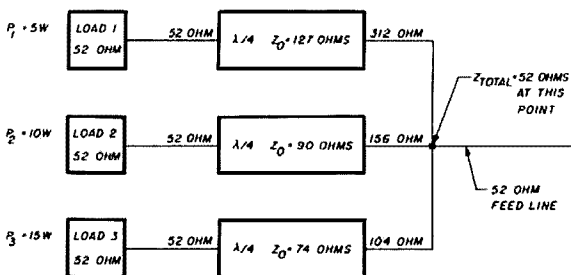 P1 = 5W
LOAD 1
52 OHM
52 OHM
λ/4 Z0 = 127 OHMS
312 OHM
ZTOTAL = 52 OHMS
AT THIS
POINT
P2 = 10W
LOAD 2
52 OHM
52 OHM
λ/4 Z0 = 90 OHMS
156 OHM
52 OHM
FEED LINE
P3 = 15W
LOAD 3
52 OHM
52 OHM
λ/4 Z0 = 74 OHMS
104 OHM